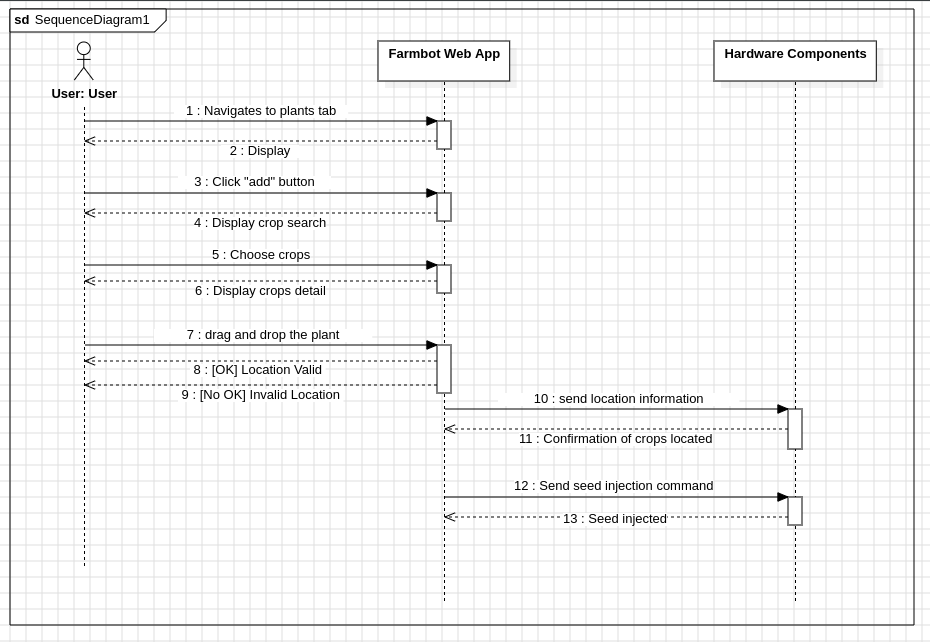 sd SequenceDiagram1
Farmbot Web App
Hardware Components
User: User
1 : Navigates to plants tab
2 : Display
3 : Click "add" button
4 : Display crop search
5 : Choose crops
6 : Display crops detail
7 : drag and drop the plant
8 : [OK] Location Valid
9 : [No OK] Invalid Location
10 : send location information
11 : Confirmation of crops located
12 : Send seed injection command
13 : Seed injected